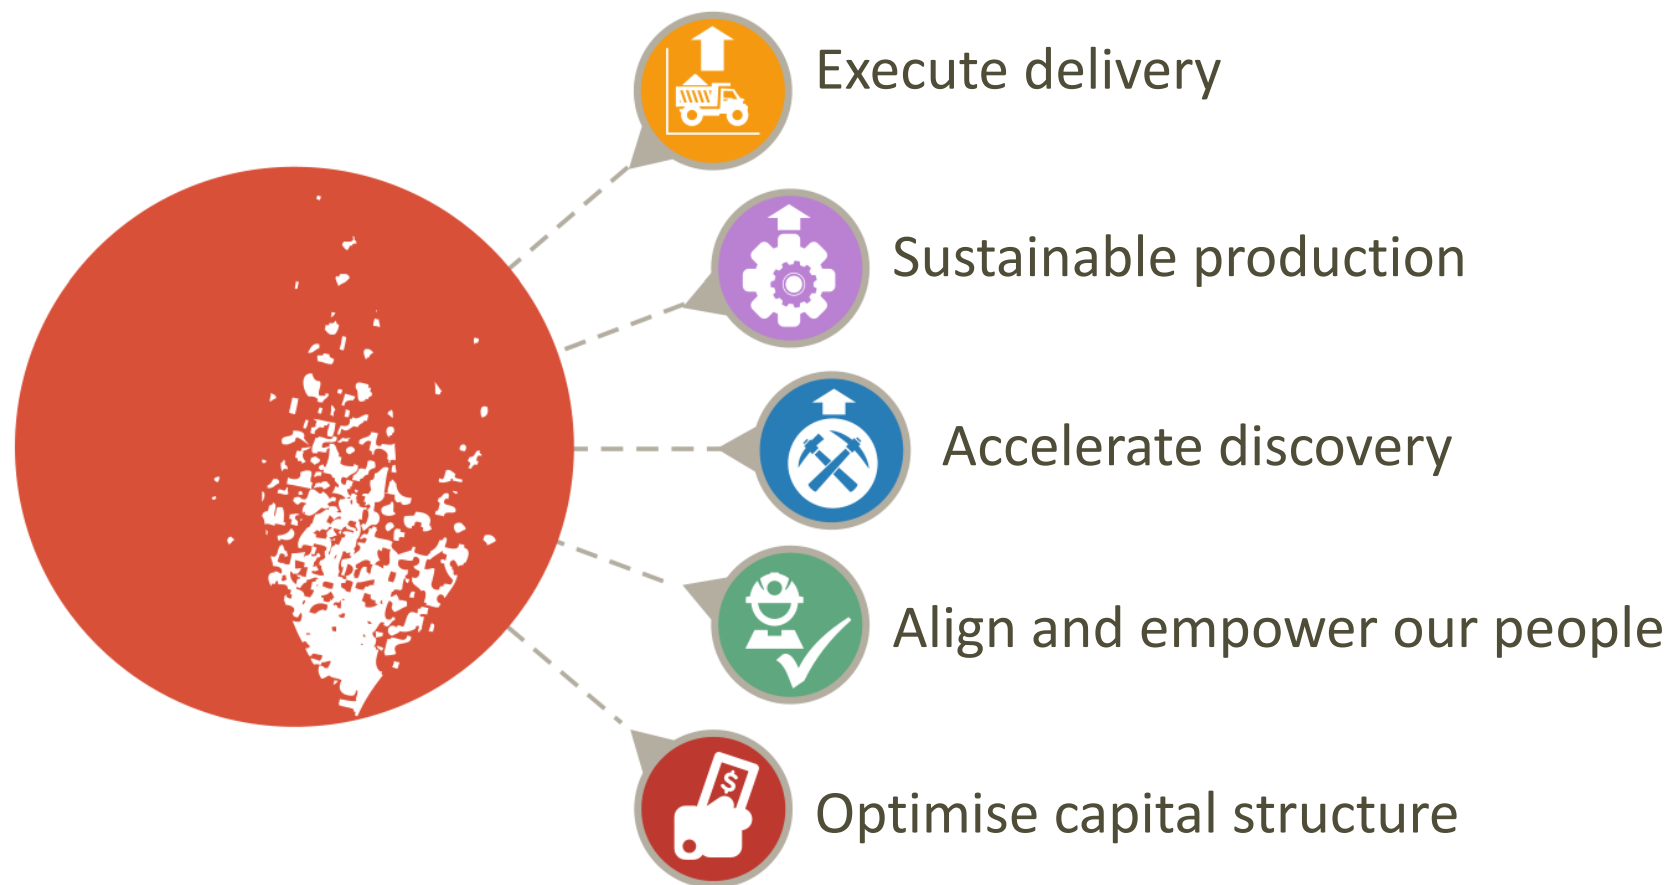 Execute delivery
Sustainable production
Accelerate discovery
Align and empower our people
$
Optimise capital structure